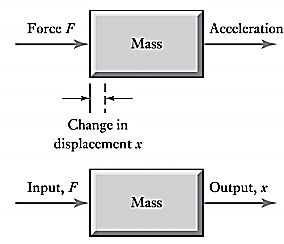 Force F
Mass
Acceleration
Change in
displacement x
Input, F
Mass
Output, x